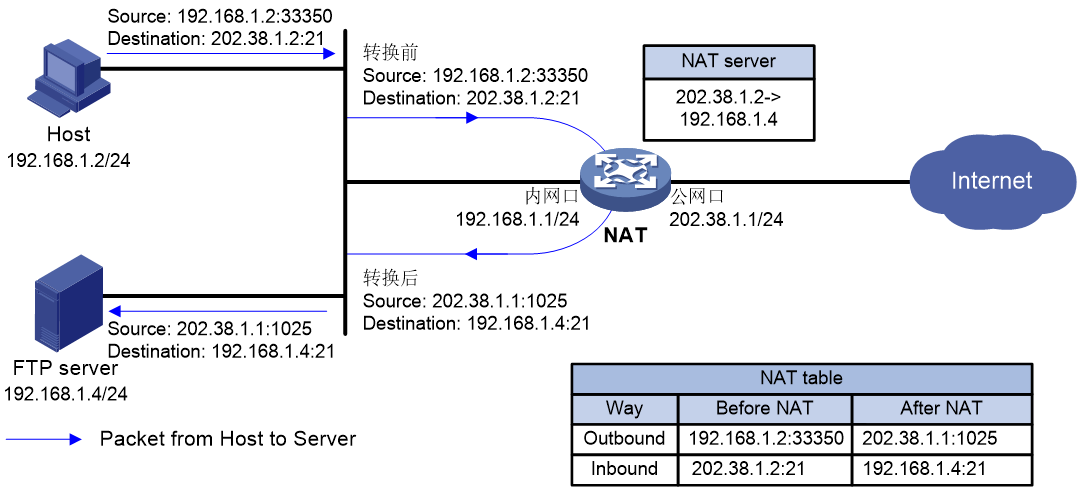 Source: 192.168.1.2:33350
Destination: 202.38.1.2:21
Host
192.168.1.2/24
转换前
Source: 192.168.1.2:33350
Destination: 202.38.1.2:21
NAT server
202.38.1.2->
192.168.1.4
内网口
192.168.1.1/24
NAT
公网口
202.38.1.1/24
Internet
转换后
Source: 202.38.1.1:1025
Destination: 192.168.1.4:21
Source: 202.38.1.1:1025
Destination: 192.168.1.4:21
FTP server
192.168.1.4/24
Packet from Host to Server
NAT table
Way Before NAT After NAT
Outbound 192.168.1.2:33350 202.38.1.1:1025
Inbound 202.38.1.2:21 192.168.1.4:21